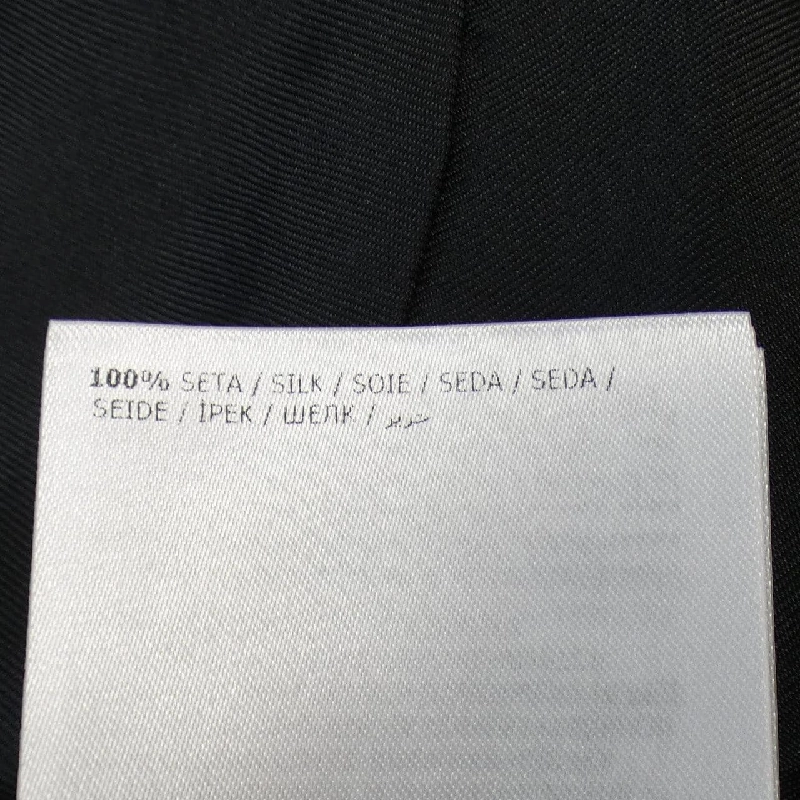 100% SETA / SILK / SOIE / SEDA / SEDA /
SEIDE / İPEK / ШЕЛК / حرير